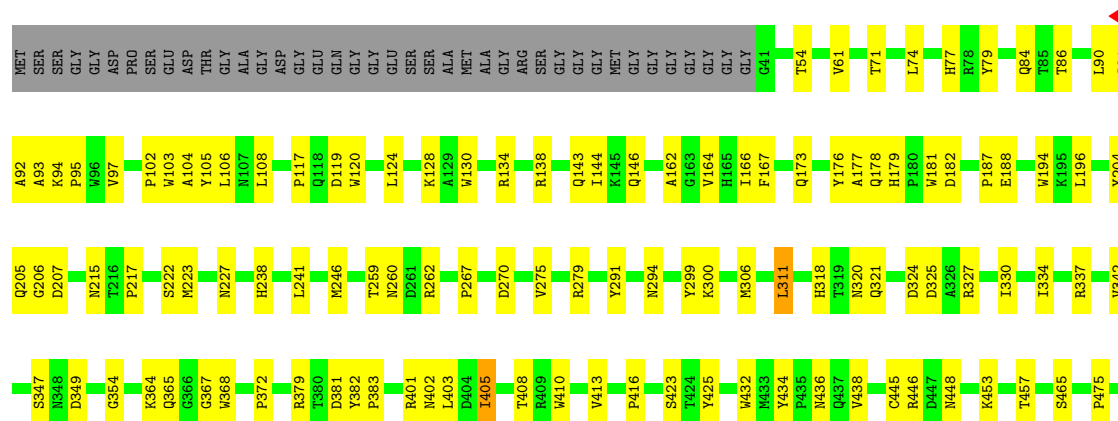 MET SER SER GLY GLY ASP PRO SER GLU ASP THR GLY ALA GLY ASP GLY GLU GLN GLY GLY GLU SER SER ALA MET ALA GLY ARG SER GLY GLY GLY MET GLY GLY GLY GLY GLY GLY GLY G41 T54 V61 T71 L74 H77 R78 Y79 Q84 T85 T86 L90
A92 A93 K94 P95 W96 V97 P102 W103 A104 Y105 L106 N107 L108 P117 Q118 D119 W120 L124 K128 A129 W130 R134 R138 Q143 I144 K145 Q146 A162 G163 V164 H165 I166 F167 Q173 Y176 A177 Q178 H179 P180 W181 D182 P187 E188 W194 K195 L196
Q205 G206 D207 N215 T216 P217 S222 M223 N227 H238 L241 M246 T259 N260 D261 R262 P267 D270 V275 R279 Y291 N294 Y299 K300 M306 L311 H318 T319 N320 Q321 D324 D325 A326 R327 I330 I334 R337
S347 N348 D349 G354 K364 Q365 G366 G367 W368 P372 R379 T380 D381 Y382 P383 R401 N402 L403 D404 I405 T408 R409 W410 V413 P416 S423 T424 Y425 W432 M433 Y434 P435 N436 Q437 V438 C445 R446 D447 N448 K453 T457 S465 P475